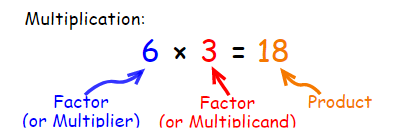 Multiplication:
6 × 3 = 18
Factor Factor Product
(or Multiplier) (or Multiplicand)